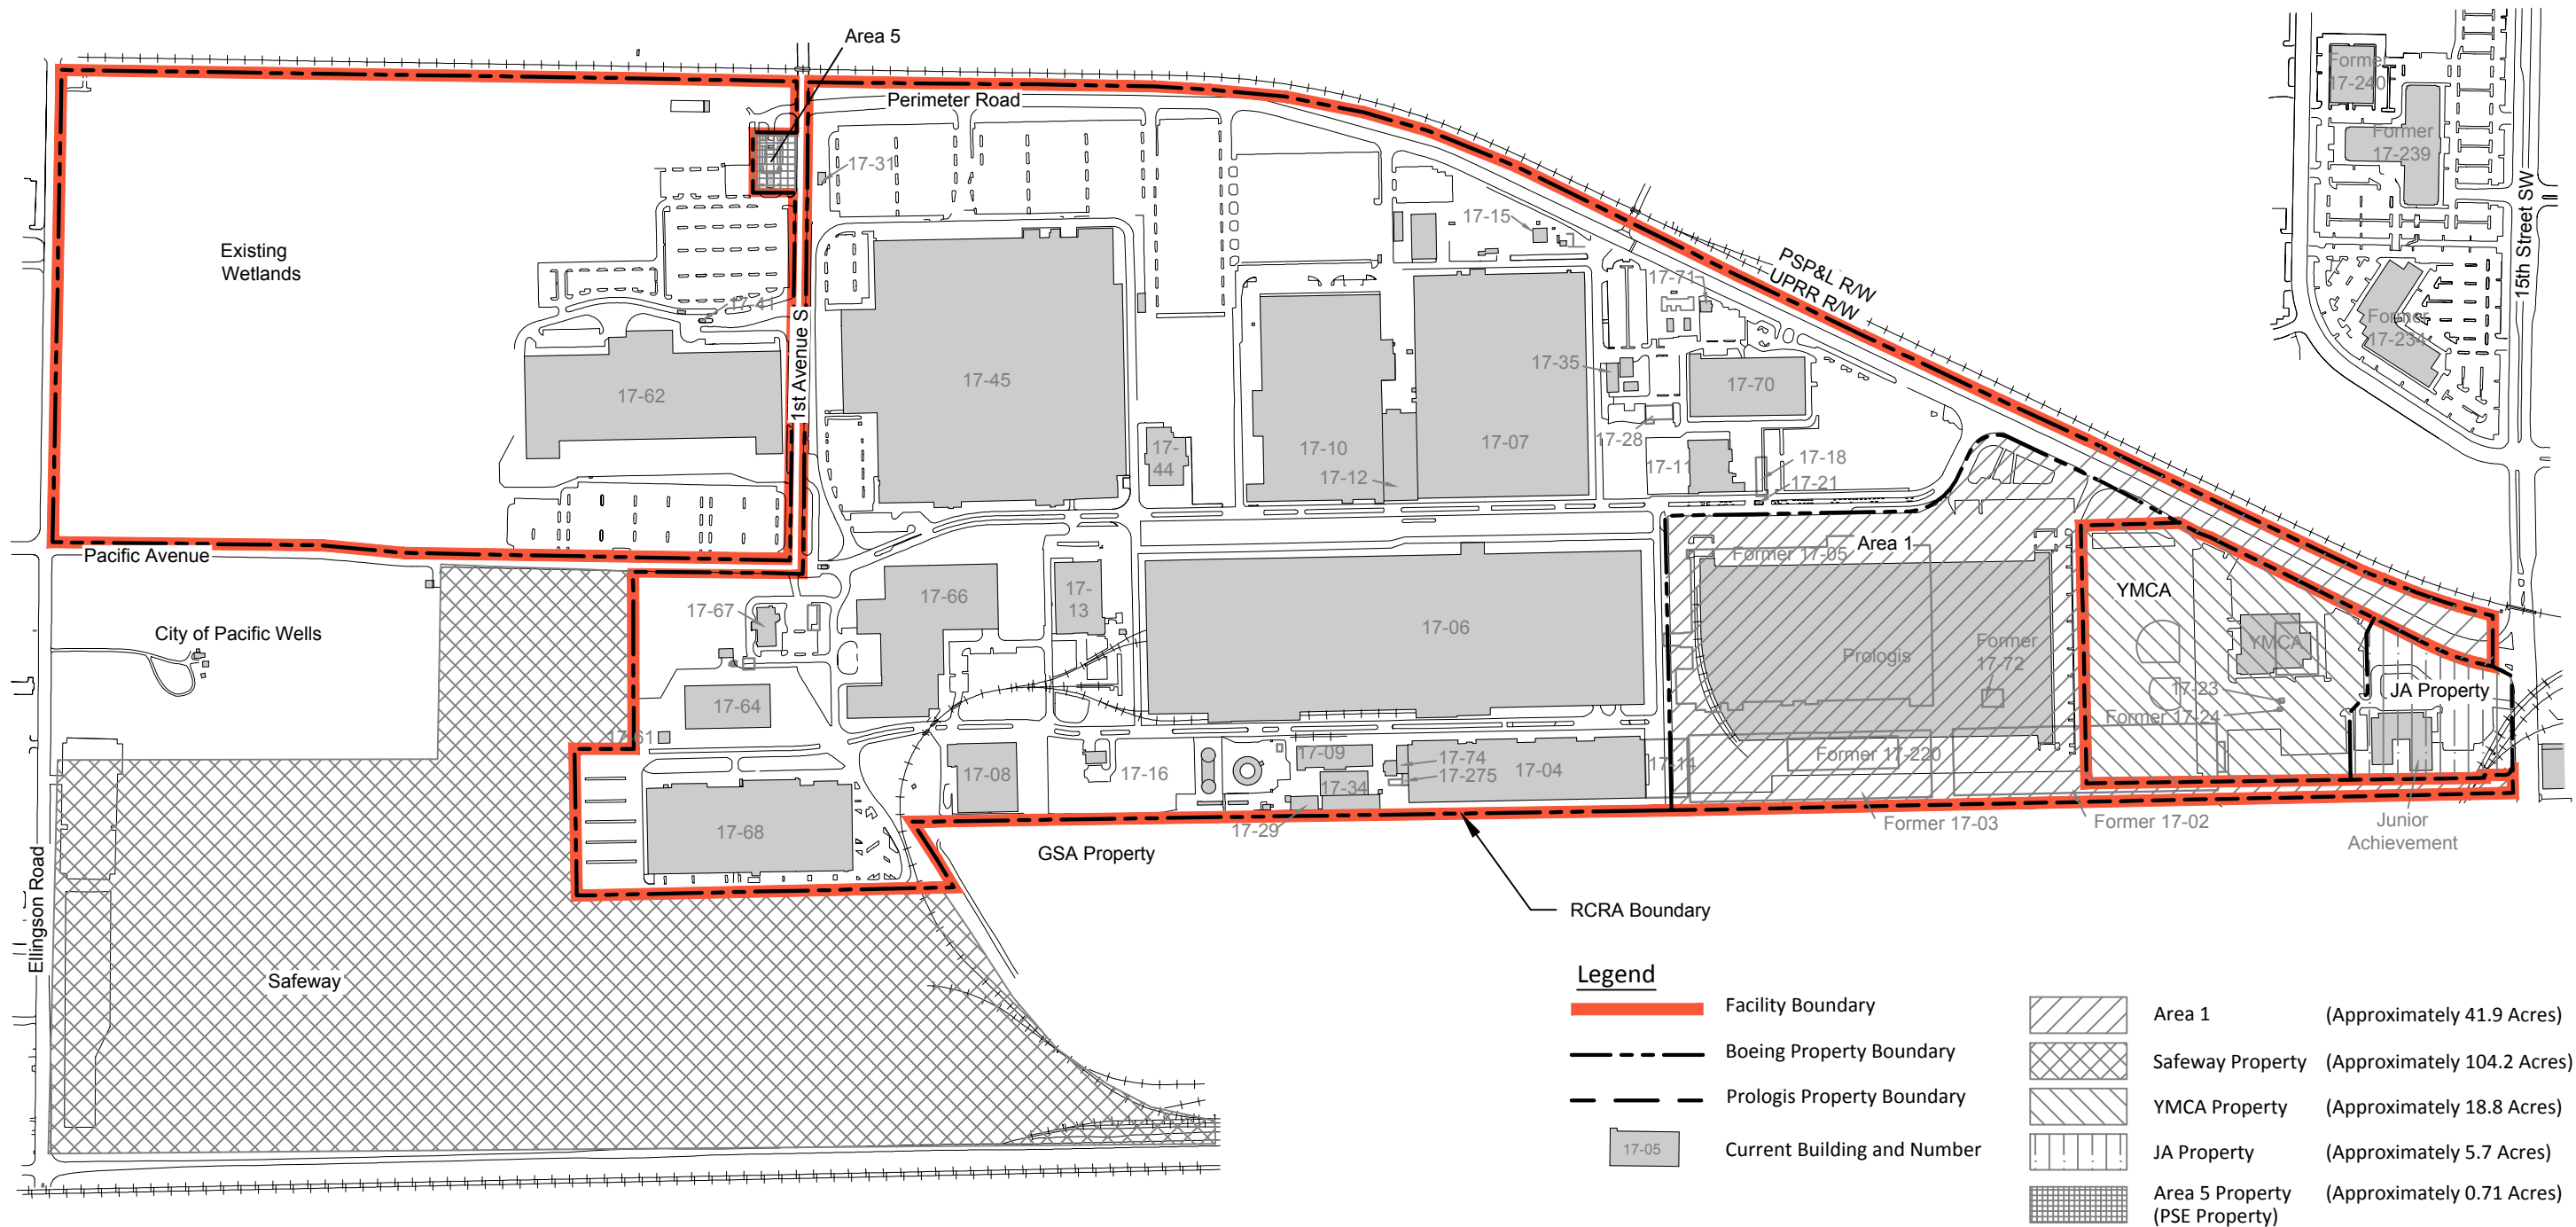 Area 5
Former
17-240
Perimeter Road
Former
17-239
17-31
15th Street SW
17-15
Existing
Wetlands
PSP&L R/W
UPRR R/W
17-71
17-41
Former
17-234
1st Avenue S
17-45
17-35
17-70
17-62
17-10
17-07
17-28
17-44
17-12
17-11
17-18
17-21
Pacific Avenue
Former 17-05
Area 1
17-66
17-13
YMCA
17-67
City of Pacific Wells
17-06
Former
17-72
Prologis
YMCA
17-23
JA Property
17-64
Former 17-24
17-61
17-09
17-74
Former 17-220
17-08
17-16
17-275
17-04
17-14
17-34
17-68
17-29
Former 17-03
Former 17-02
Junior
Achievement
GSA Property
RCRA Boundary
Ellingson Road
Safeway
Legend
Facility Boundary
Boeing Property Boundary
Prologis Property Boundary
17-05
Current Building and Number
Area 1 (Approximately 41.9 Acres)
Safeway Property (Approximately 104.2 Acres)
YMCA Property (Approximately 18.8 Acres)
JA Property (Approximately 5.7 Acres)
Area 5 Property (Approximately 0.71 Acres)
(PSE Property)